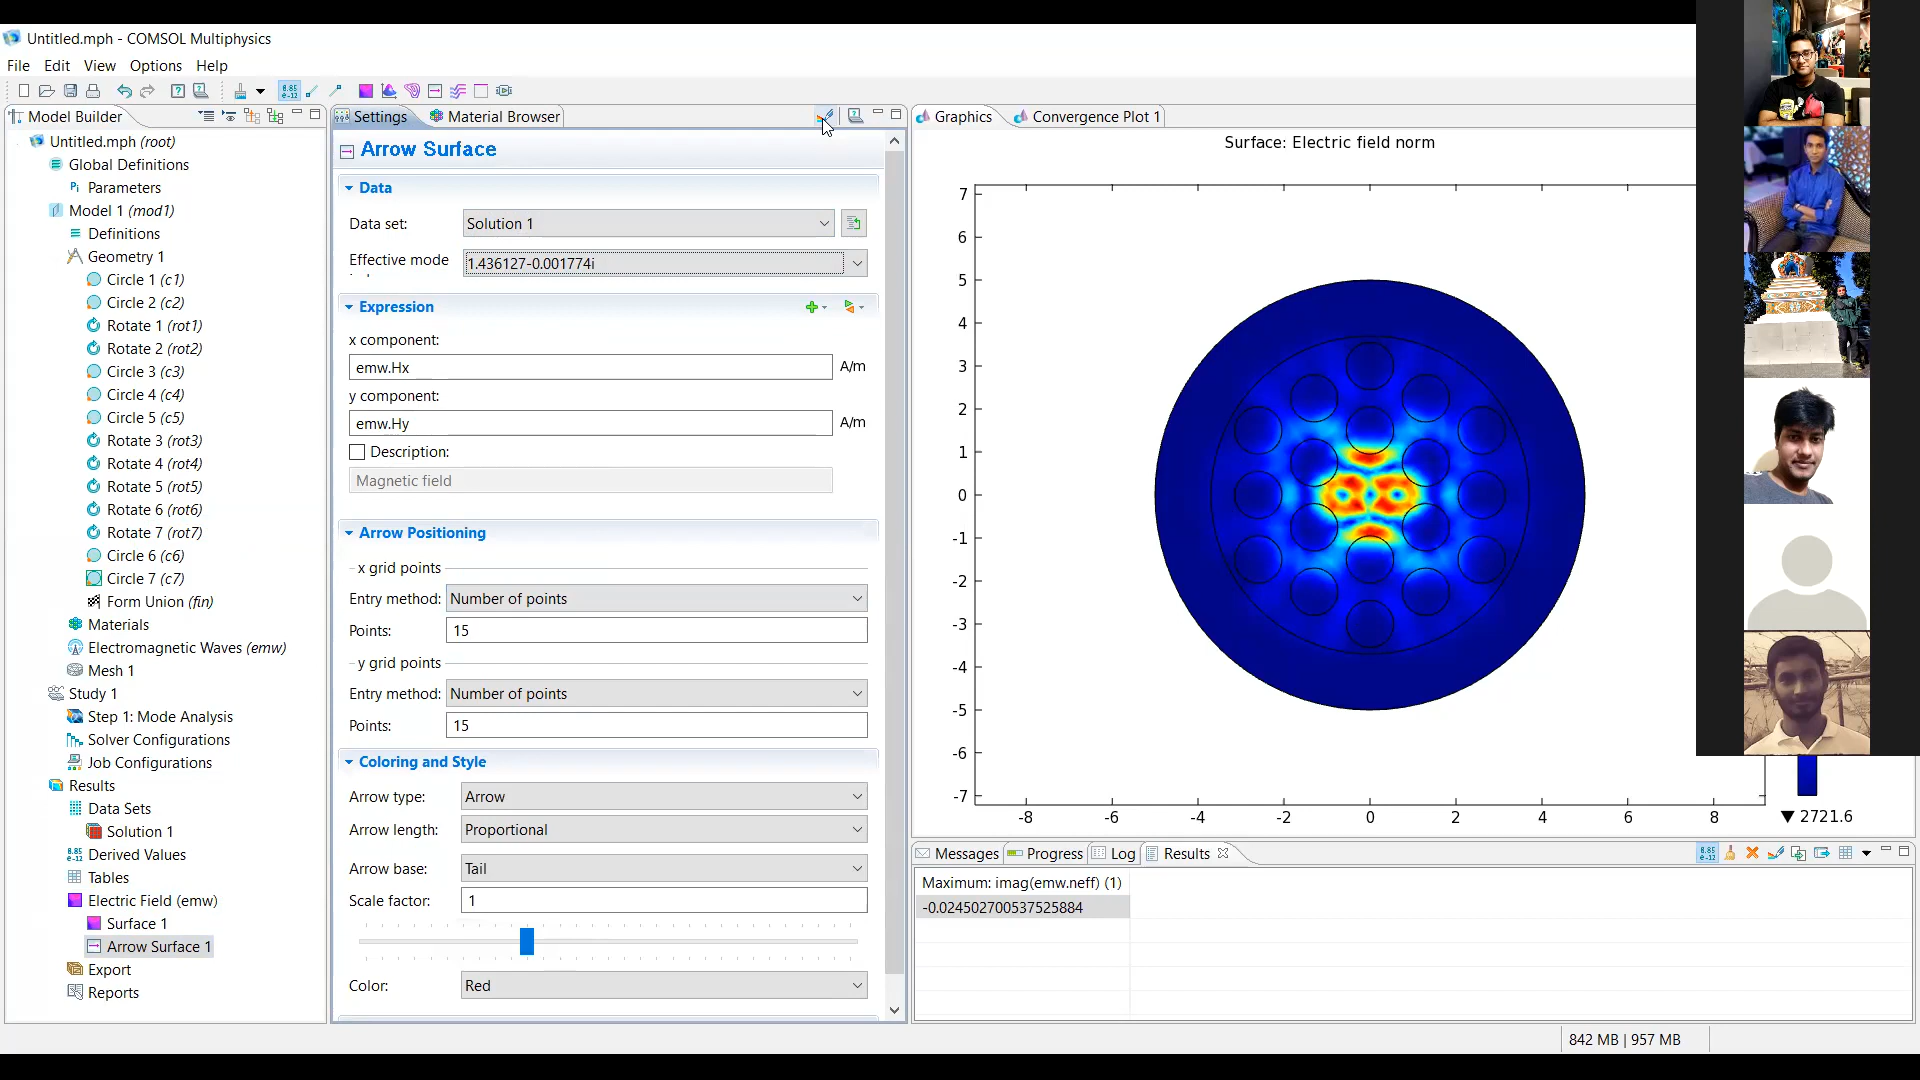 Untitled.mph - COMSOL Multiphysics
File Edit View Options Help
Model Builder
Untitled.mph (root)
Global Definitions
Pi Parameters
Model 1 (mod1)
Definitions
Geometry 1
Circle 1 (c1)
Circle 2 (c2)
Rotate 1 (rot1)
Rotate 2 (rot2)
Circle 3 (c3)
Circle 4 (c4)
Circle 5 (c5)
Rotate 3 (rot3)
Rotate 4 (rot4)
Rotate 5 (rot5)
Rotate 6 (rot6)
Rotate 7 (rot7)
Circle 6 (c6)
Circle 7 (c7)
Form Union (fin)
Materials
Electromagnetic Waves (emw)
Mesh 1
Study 1
Step 1: Mode Analysis
Solver Configurations
Job Configurations
Results
Data Sets
Solution 1
Derived Values
Tables
Electric Field (emw)
Surface 1
Arrow Surface 1
Export
Reports
Settings Material Browser
Arrow Surface
Data
Data set: Solution 1
Effective mode 1.436127-0.001774i
Expression
x component:
emw.Hx A/m
y component:
emw.Hy A/m
Description:
Magnetic field
Arrow Positioning
x grid points
Entry method: Number of points
Points: 15
y grid points
Entry method: Number of points
Points: 15
Coloring and Style
Arrow type: Arrow
Arrow length: Proportional
Arrow base: Tail
Scale factor: 1
Color: Red
Graphics Convergence Plot 1
Surface: Electric field norm
7
6
5
4
3
2
1
0
-1
-2
-3
-4
-5
-6
-7
-8 -6 -4 -2 0 2 4 6 8
▼ 2721.6
Messages Progress Log Results
Maximum: imag(emw.neff) (1)
-0.024502700537525884
842 MB | 957 MB